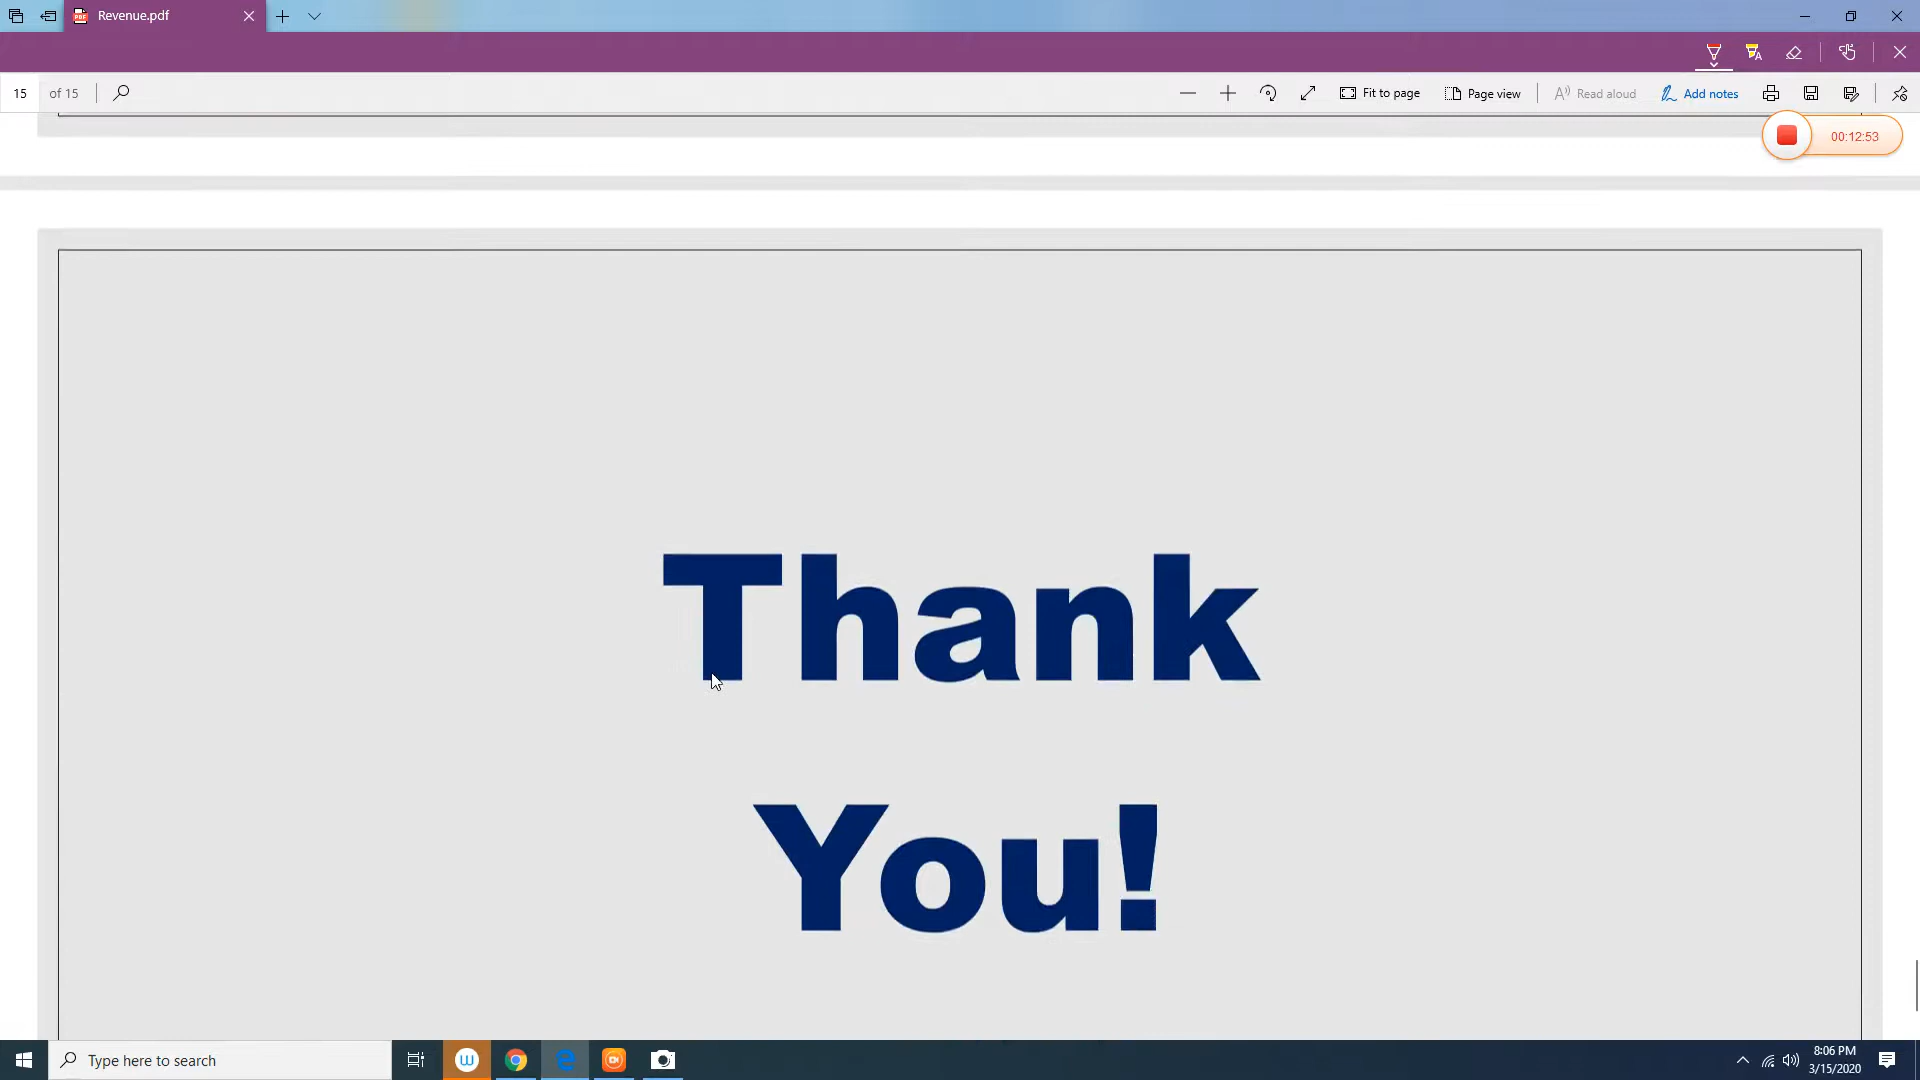 Revenue.pdf
15 of 15
Fit to page
Page view
Read aloud
Add notes
00:12:53
Thank
You!
Type here to search
8:06 PM
3/15/2020